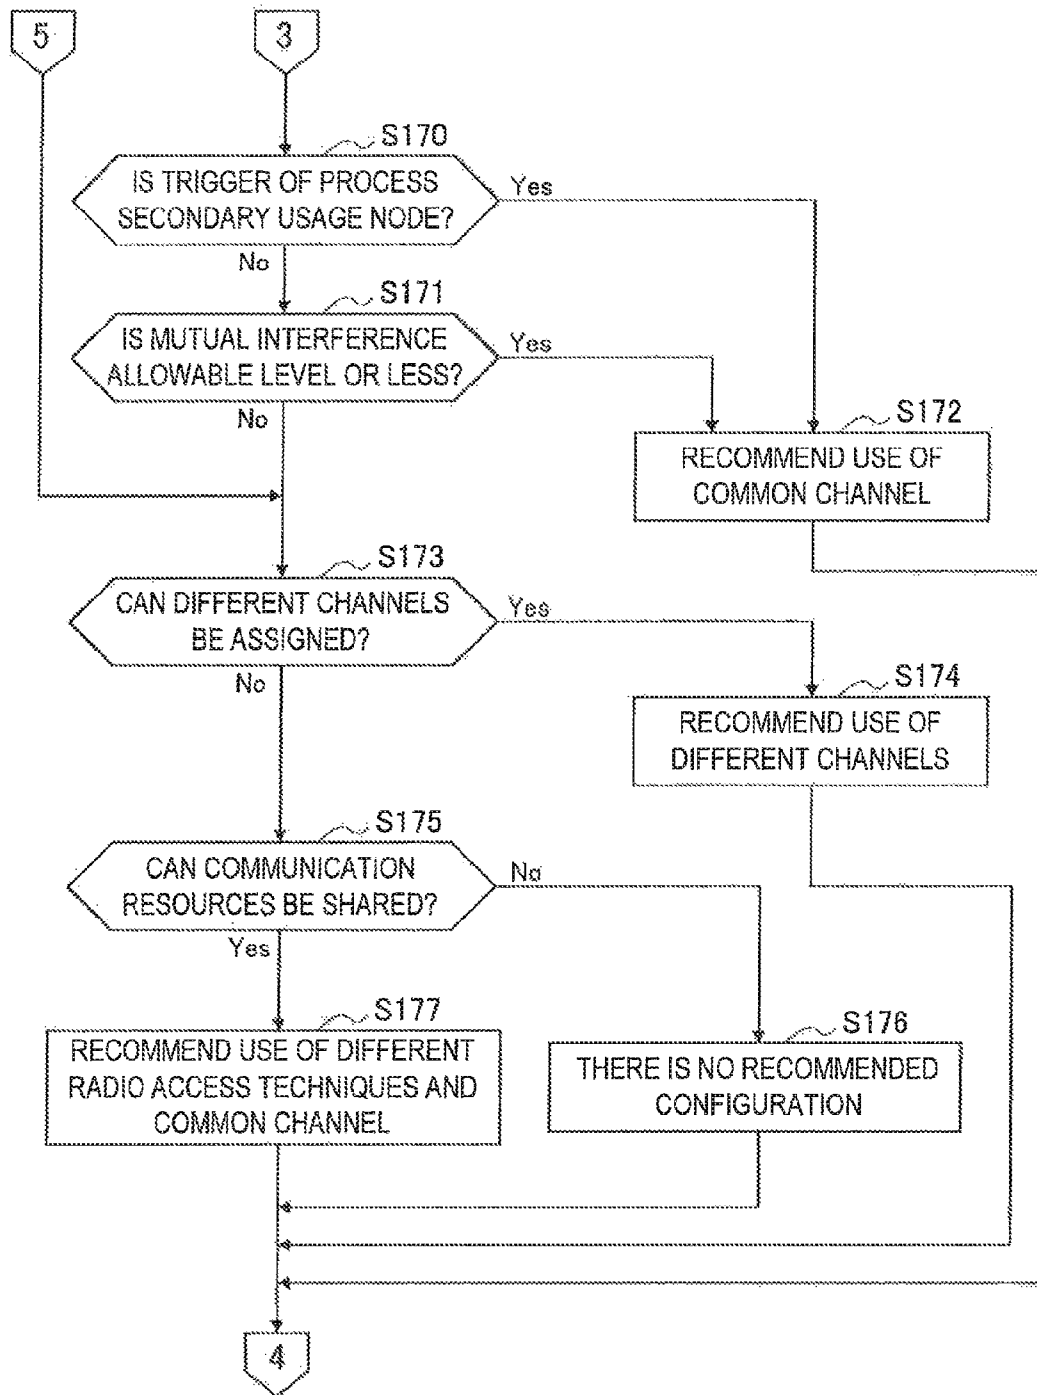 5
3
S170
IS TRIGGER OF PROCESS
SECONDARY USAGE NODE?
Yes
No
S171
IS MUTUAL INTERFERENCE
ALLOWABLE LEVEL OR LESS?
Yes
No
S172
RECOMMEND USE OF
COMMON CHANNEL
S173
CAN DIFFERENT CHANNELS
BE ASSIGNED?
Yes
No
S174
RECOMMEND USE OF
DIFFERENT CHANNELS
S175
CAN COMMUNICATION
RESOURCES BE SHARED?
No
Yes
S177
RECOMMEND USE OF DIFFERENT
RADIO ACCESS TECHNIQUES AND
COMMON CHANNEL
S176
THERE IS NO RECOMMENDED
CONFIGURATION
4